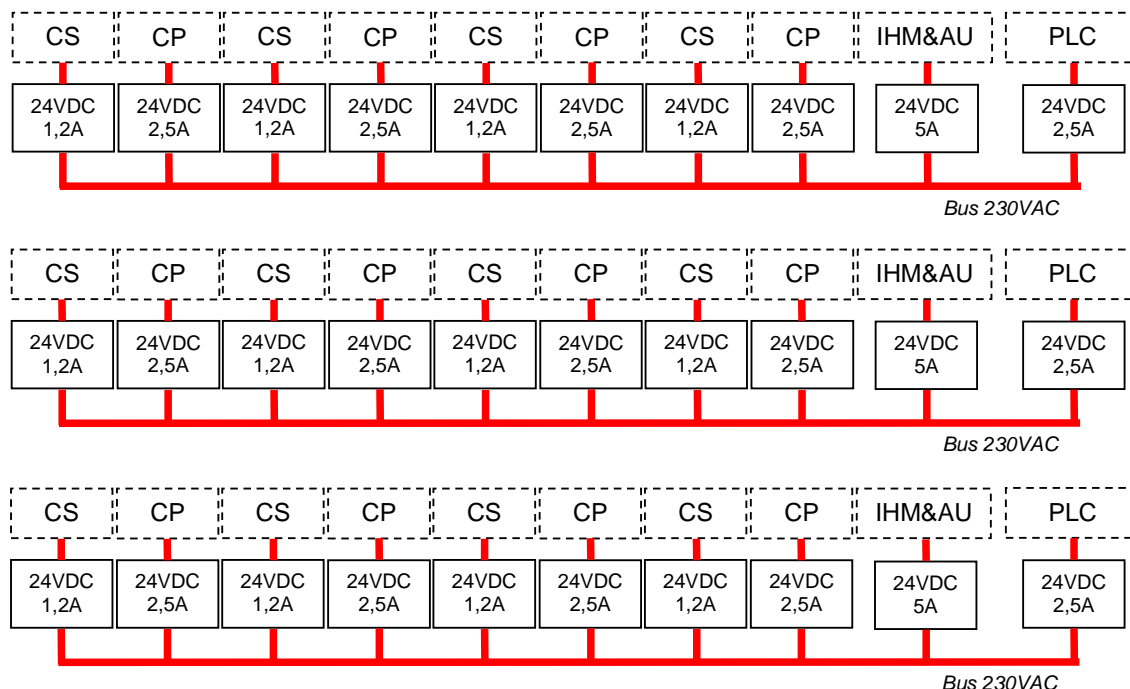 CS CP CS CP CS CP CS CP IHM&AU PLC
24VDC 24VDC 24VDC 24VDC 24VDC 24VDC 24VDC 24VDC 24VDC 24VDC
1,2A 2,5A 1,2A 2,5A 1,2A 2,5A 1,2A 2,5A 5A 2,5A
Bus 230VAC
CS CP CS CP CS CP CS CP IHM&AU PLC
24VDC 24VDC 24VDC 24VDC 24VDC 24VDC 24VDC 24VDC 24VDC 24VDC
1,2A 2,5A 1,2A 2,5A 1,2A 2,5A 1,2A 2,5A 5A 2,5A
Bus 230VAC
CS CP CS CP CS CP CS CP IHM&AU PLC
24VDC 24VDC 24VDC 24VDC 24VDC 24VDC 24VDC 24VDC 24VDC 24VDC
1,2A 2,5A 1,2A 2,5A 1,2A 2,5A 1,2A 2,5A 5A 2,5A
Bus 230VAC